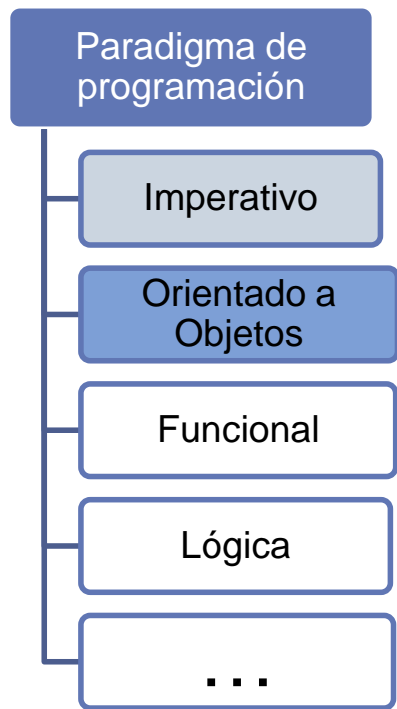 Paradigma de
programación
Imperativo
Orientado a
Objetos
Funcional
Lógica
...